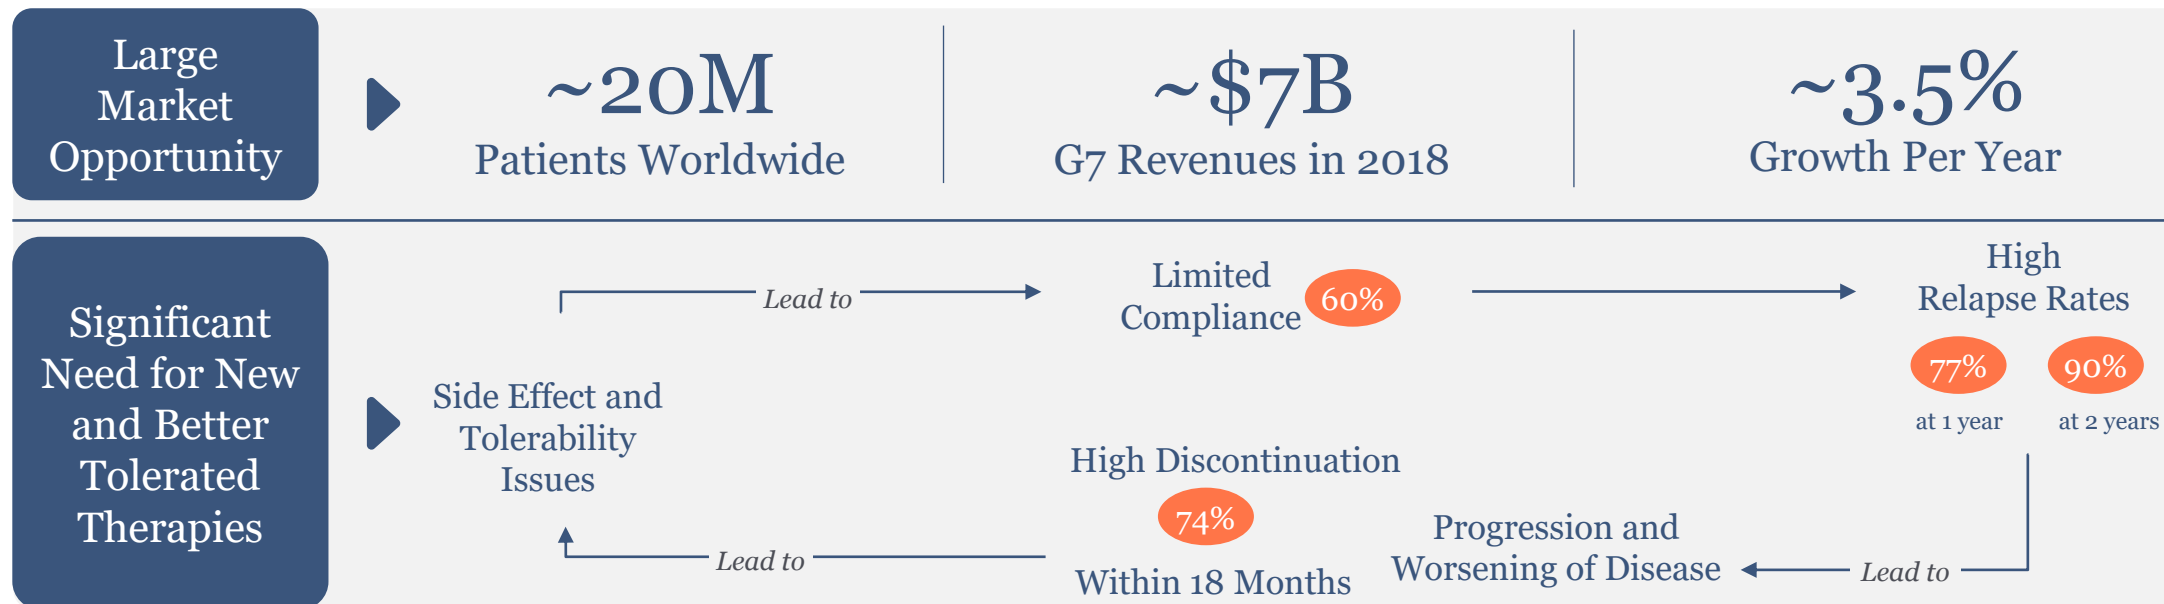 Large
Market
Opportunity
~20M
Patients Worldwide
~$7B
G7 Revenues in 2018
~3.5%
Growth Per Year
Significant
Need for New
and Better
Tolerated
Therapies
Side Effect and
Tolerability
Issues
Lead to
Limited
Compliance
60%
High
Relapse Rates
77%
at 1 year
90%
at 2 years
Lead to
Progression and
Worsening of Disease
High Discontinuation
74%
Within 18 Months
Lead to